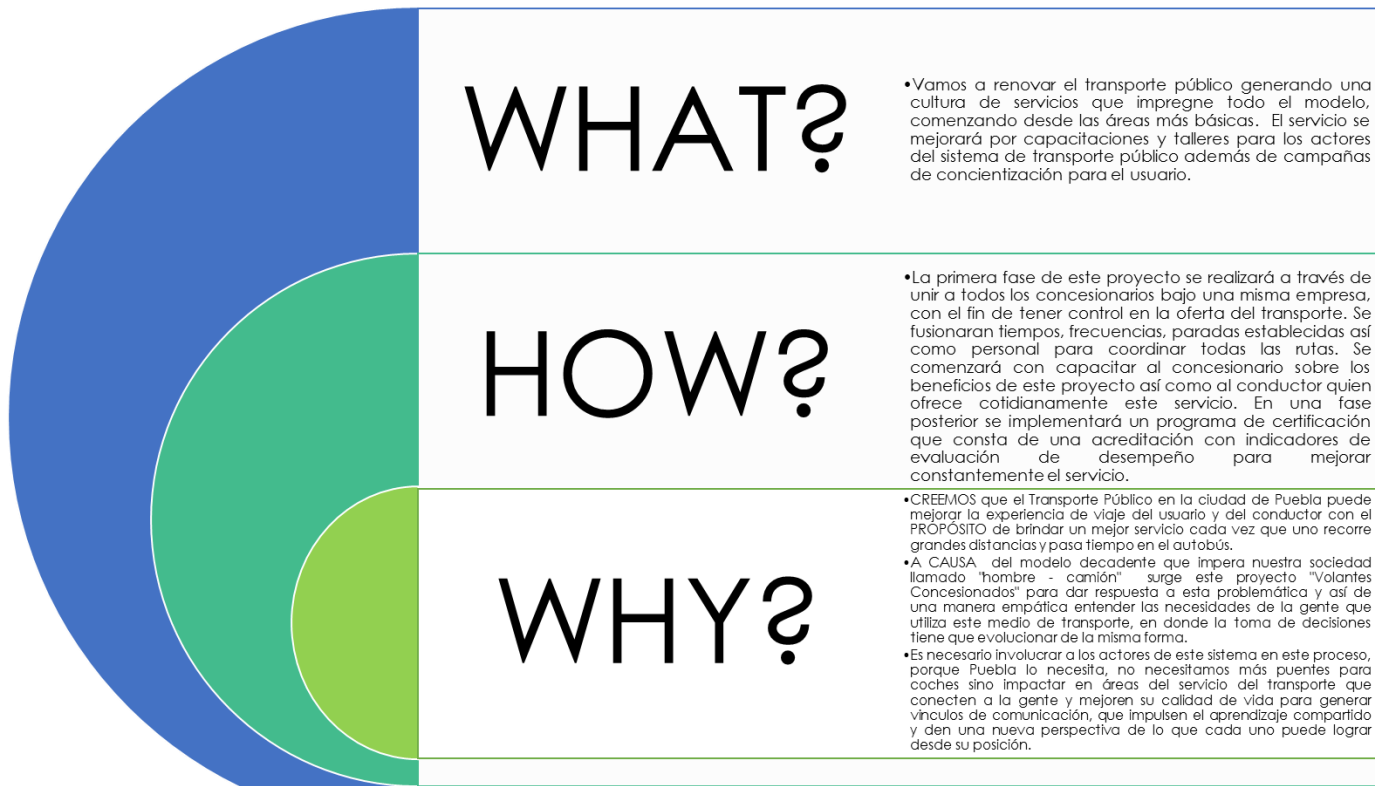 WHAT?
•Vamos a renovar el transporte público generando una
cultura de servicios que impregne todo el modelo,
comenzando desde las áreas más básicas. El servicio se
mejorará por capacitaciones y talleres para los actores
del sistema de transporte público además de campañas
de concientización para el usuario.
HOW?
•La primera fase de este proyecto se realizará a través de
unir a todos los concesionarios bajo una misma empresa,
con el fin de tener control en la oferta del transporte. Se
fusionaran tiempos, frecuencias, paradas establecidas así
como personal para coordinar todas las rutas. Se
comenzará con capacitar al concesionario sobre los
beneficios de este proyecto así como al conductor quien
ofrece cotidianamente este servicio. En una fase
posterior se implementará un programa de certificación
que consta de una acreditación con indicadores de
evaluación de desempeño para mejorar
constantemente el servicio.
WHY?
•CREEMOS que el Transporte Público en la ciudad de Puebla puede
mejorar la experiencia de viaje del usuario y del conductor con el
PROPÓSITO de brindar un mejor servicio cada vez que uno recorre
grandes distancias y pasa tiempo en el autobús.
•A CAUSA del modelo decadente que impera nuestra sociedad
llamado "hombre - camión" surge este proyecto "Volantes
Concesionados" para dar respuesta a esta problemática y así de
una manera empática entender las necesidades de la gente que
utiliza este medio de transporte, en donde la toma de decisiones
tiene que evolucionar de la misma forma.
•Es necesario involucrar a los actores de este sistema en este proceso,
porque Puebla lo necesita, no necesitamos más puentes para
coches sino impactar en áreas del servicio del transporte que
conecten a la gente y mejoren su calidad de vida para generar
vínculos de comunicación, que impulsen el aprendizaje compartido
y den una nueva perspectiva de lo que cada uno puede lograr
desde su posición.